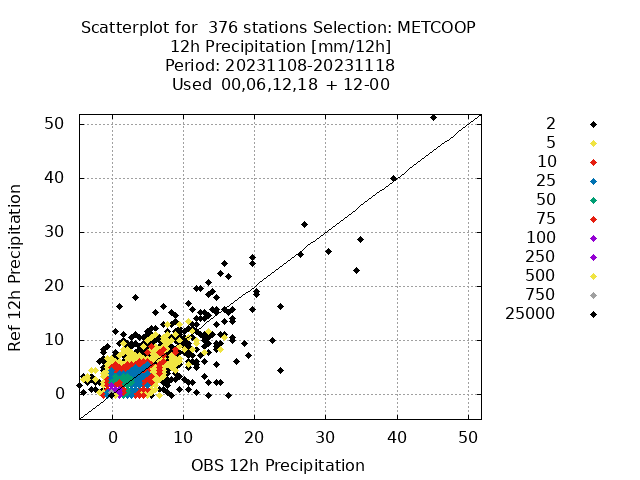 Scatterplot for  376 stations Selection: METCOOP
12h Precipitation [mm/12h]
Period: 20231108-20231118
Used  00,06,12,18 + 12-00
50
40
30
20
10
0
Ref 12h Precipitation
0 10 20 30 40 50
OBS 12h Precipitation
2
5
10
25
50
75
100
250
500
750
25000